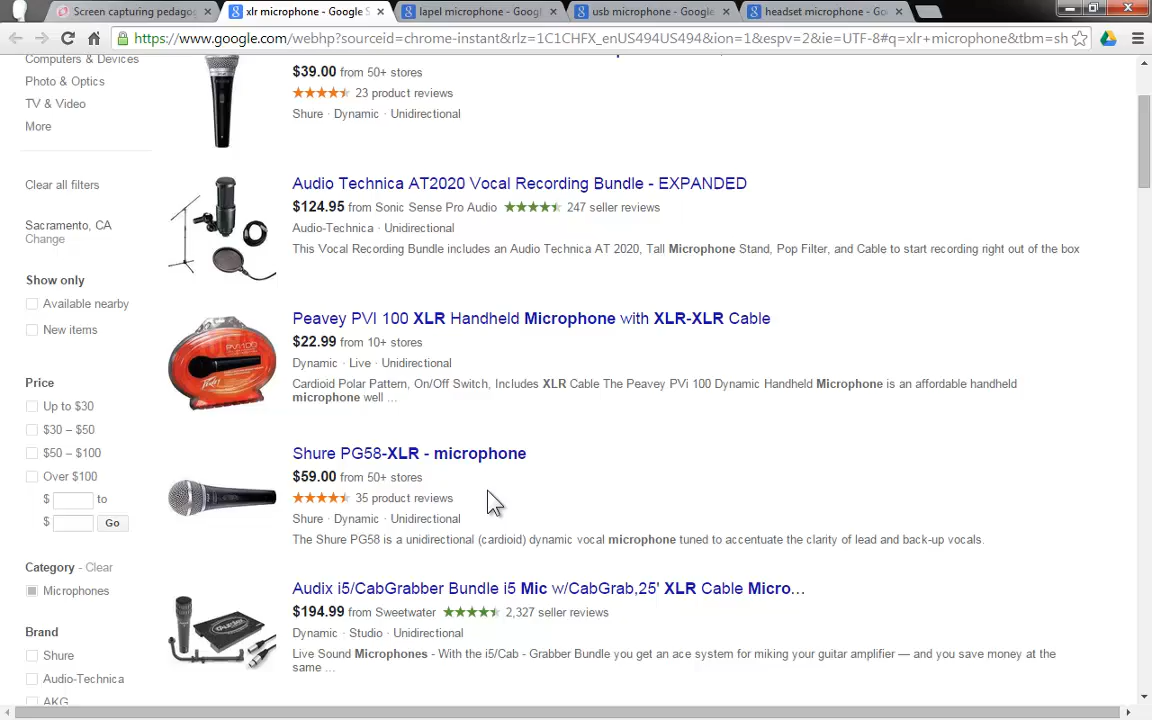 Screen capturing pedagog
xlr microphone - Google S
lapel microphone - Googl
usb microphone - Google
headset microphone - Go
https://www.google.com/webhp?sourceid=chrome-instant&rlz=1C1CHFX_enUS494US494&ion=1&espv=2&ie=UTF-8#q=xlr+microphone&tbm=sh
Computers & Devices
Photo & Optics
TV & Video
More
Clear all filters
Sacramento, CA
Change
Show only
Available nearby
New items
Price
Up to $30
$30 – $50
$50 – $100
Over $100
$ to
$ Go
Category - Clear
Microphones
Brand
Shure
Audio-Technica
AKG
$39.00 from 50+ stores
23 product reviews
Shure · Dynamic · Unidirectional
Audio Technica AT2020 Vocal Recording Bundle - EXPANDED
$124.95 from Sonic Sense Pro Audio 247 seller reviews
Audio-Technica · Unidirectional
This Vocal Recording Bundle includes an Audio Technica AT 2020, Tall Microphone Stand, Pop Filter, and Cable to start recording right out of the box
Peavey PVI 100 XLR Handheld Microphone with XLR-XLR Cable
$22.99 from 10+ stores
Dynamic · Live · Unidirectional
Cardioid Polar Pattern, On/Off Switch, Includes XLR Cable The Peavey PVi 100 Dynamic Handheld Microphone is an affordable handheld
microphone well ...
Shure PG58-XLR - microphone
$59.00 from 50+ stores
35 product reviews
Shure · Dynamic · Unidirectional
The Shure PG58 is a unidirectional (cardioid) dynamic vocal microphone tuned to accentuate the clarity of lead and back-up vocals.
Audix i5/CabGrabber Bundle i5 Mic w/CabGrab,25' XLR Cable Micro...
$194.99 from Sweetwater 2,327 seller reviews
Dynamic · Studio · Unidirectional
Live Sound Microphones - With the i5/Cab - Grabber Bundle you get an ace system for miking your guitar amplifier — and you save money at the
same ...